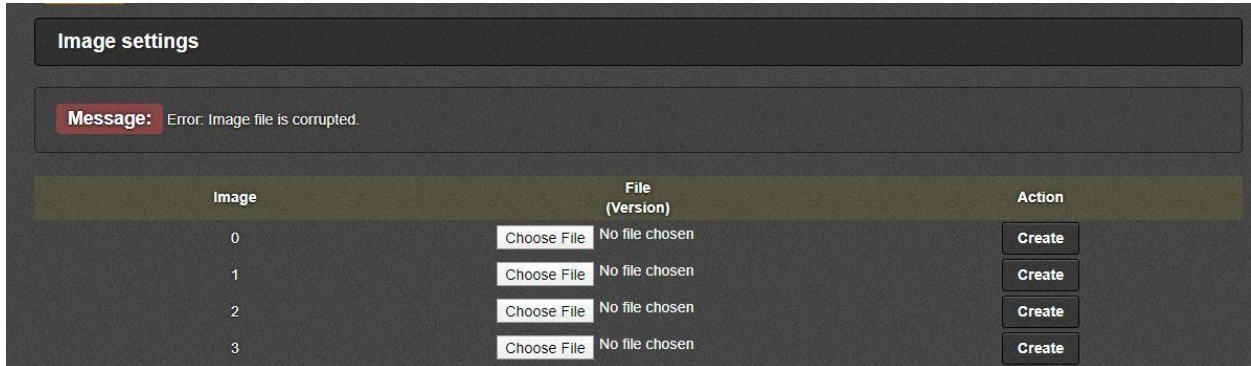 Image settings
Message: Error: Image file is corrupted.
Image File (Version) Action
0 Choose File No file chosen Create
1 Choose File No file chosen Create
2 Choose File No file chosen Create
3 Choose File No file chosen Create